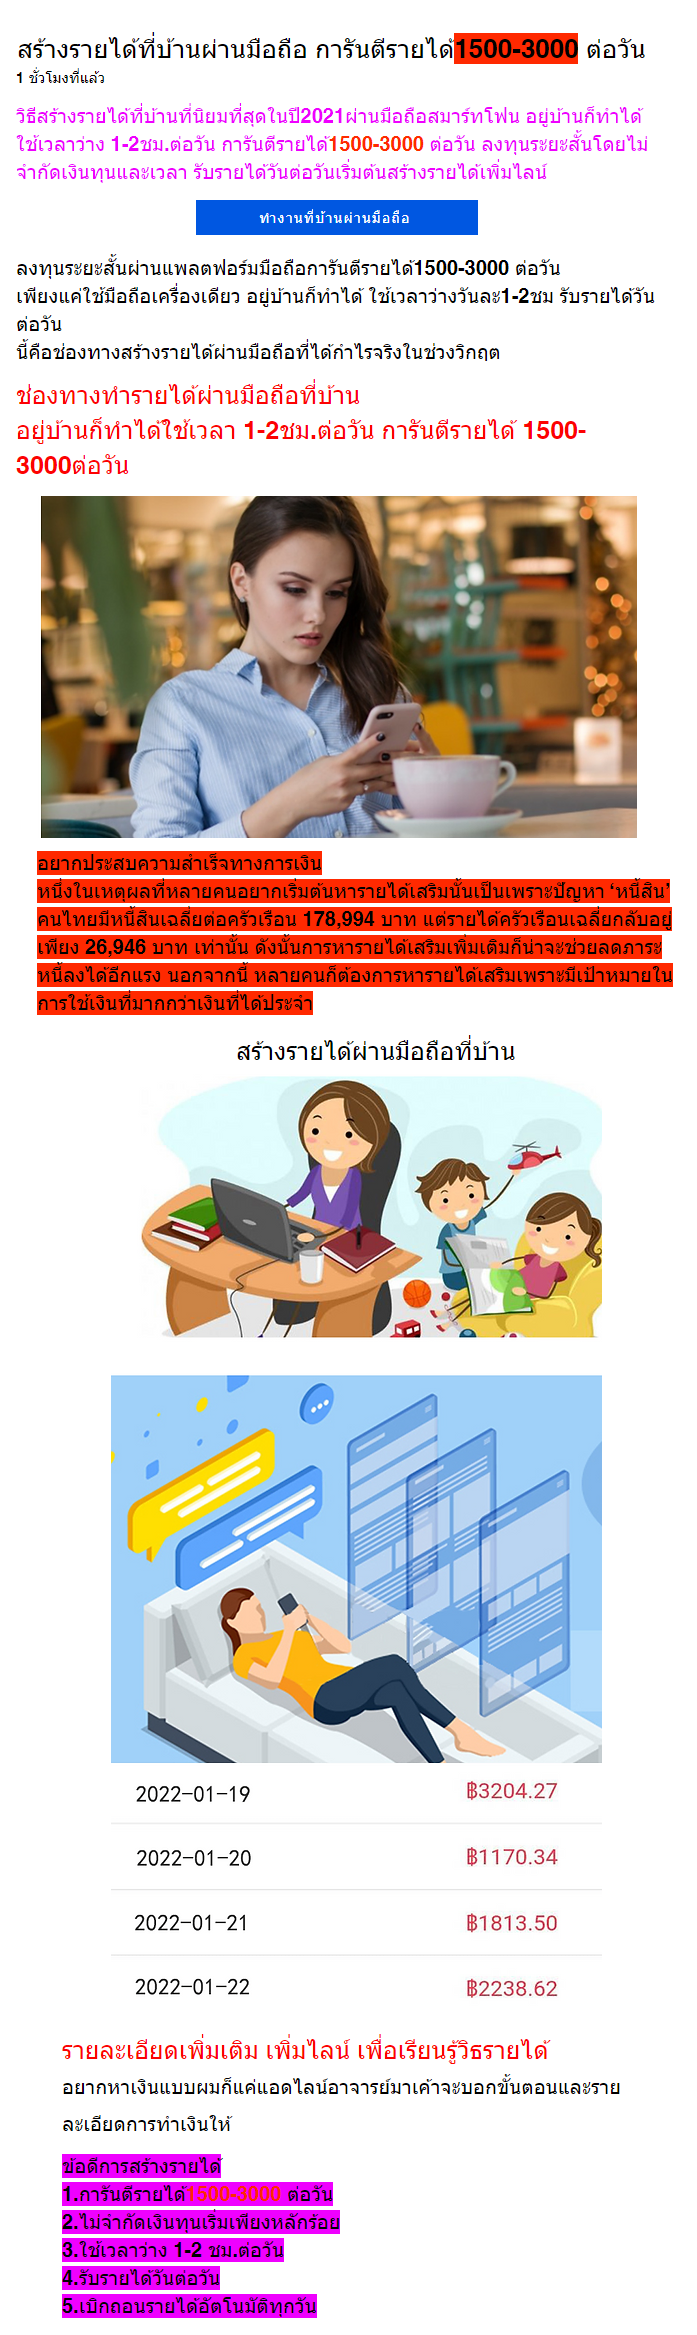 สร้างรายได้ที่บ้านผ่านมือถือ การันตีรายได้1500-3000 ต่อวัน
1 ชั่วโมงที่แล้ว
วิธีสร้างรายได้ที่บ้านที่นิยมที่สุดในปี2021ผ่านมือถือสมาร์ทโฟน อยู่บ้านก็ทำได้
ใช้เวลาว่าง 1-2ชม.ต่อวัน การันตีรายได้1500-3000 ต่อวัน ลงทุนระยะสั้นโดยไม่
จำกัดเงินทุนและเวลา รับรายได้วันต่อวันเริ่มต้นสร้างรายได้เพิ่มไลน์
ทำงานที่บ้านผ่านมือถือ
ลงทุนระยะสั้นผ่านแพลตฟอร์มมือถือการันตีรายได้1500-3000 ต่อวัน
เพียงแค่ใช้มือถือเครื่องเดียว อยู่บ้านก็ทำได้ ใช้เวลาว่างวันละ1-2ชม รับรายได้วัน
ต่อวัน
นี้คือช่องทางสร้างรายได้ผ่านมือถือที่ได้กำไรจริงในช่วงวิกฤต
ช่องทางทำรายได้ผ่านมือถือที่บ้าน
อยู่บ้านก็ทำได้ใช้เวลา 1-2ชม.ต่อวัน การันตีรายได้ 1500-
3000ต่อวัน
อยากประสบความสำเร็จทางการเงิน
หนึ่งในเหตุผลที่หลายคนอยากเริ่มต้นหารายได้เสริมนั้นเป็นเพราะปัญหา ‘หนี้สิน’
คนไทยมีหนี้สินเฉลี่ยต่อครัวเรือน 178,994 บาท แต่รายได้ครัวเรือนเฉลี่ยกลับอยู่
เพียง 26,946 บาท เท่านั้น ดังนั้นการหารายได้เสริมเพิ่มเติมก็น่าจะช่วยลดภาระ
หนี้ลงได้อีกแรง นอกจากนี้ หลายคนก็ต้องการหารายได้เสริมเพราะมีเป้าหมายใน
การใช้เงินที่มากกว่าเงินที่ได้ประจำ
สร้างรายได้ผ่านมือถือที่บ้าน
2022-01-19 ฿3204.27
2022-01-20 ฿1170.34
2022-01-21 ฿1813.50
2022-01-22 ฿2238.62
รายละเอียดเพิ่มเติม เพิ่มไลน์ เพื่อเรียนรู้วิธรายได้
อยากหาเงินแบบผมก็แค่แอดไลน์อาจารย์มาเค้าจะบอกขั้นตอนและราย
ละเอียดการทำเงินให้
ข้อดีการสร้างรายได้
1.การันตีรายได้1500-3000 ต่อวัน
2.ไม่จำกัดเงินทุนเริ่มเพียงหลักร้อย
3.ใช้เวลาว่าง 1-2 ชม.ต่อวัน
4.รับรายได้วันต่อวัน
5.เบิกถอนรายได้อัตโนมัติทุกวัน